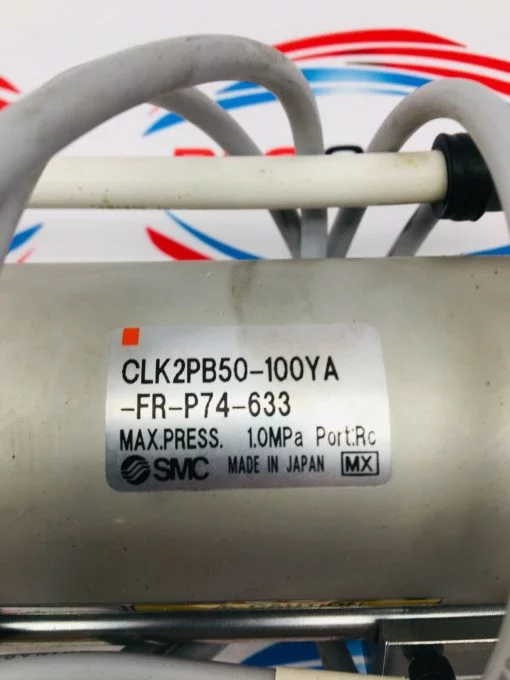 CLK2PB50-100YA
-FR-P74-633
MAX.PRESS. 1.0MPa Port:Rc
SMC MADE IN JAPAN MX